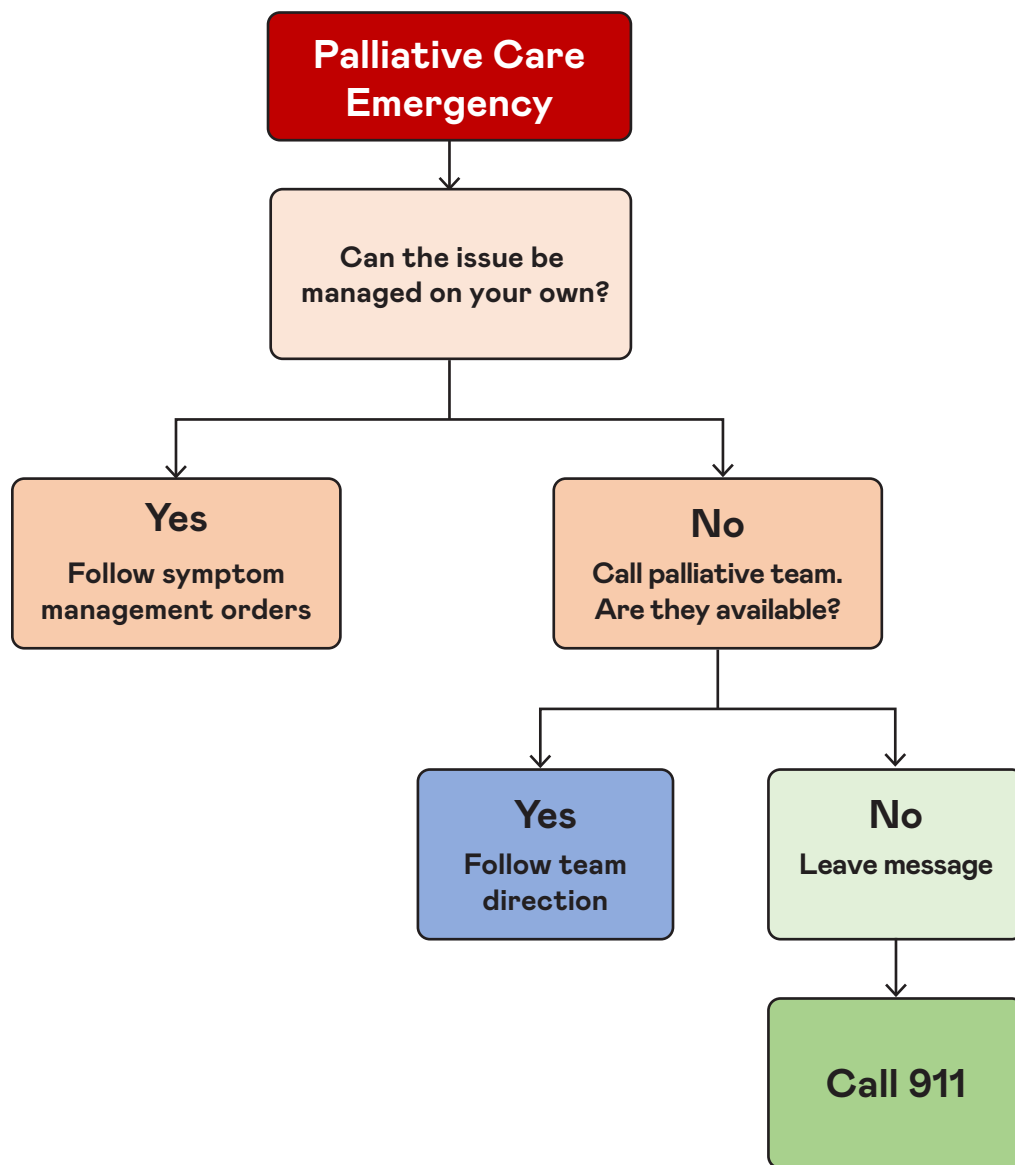 Palliative Care
Emergency
Can the issue be
managed on your own?
Yes
Follow symptom
management orders
No
Call palliative team.
Are they available?
Yes
Follow team
direction
No
Leave message
Call 911